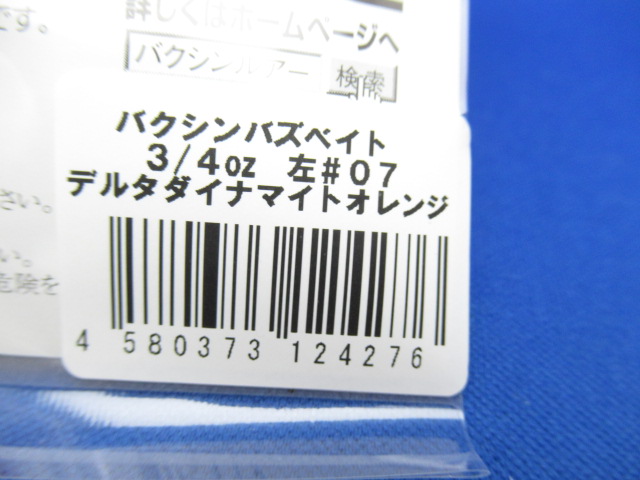 詳しくはホームページへ
です。
バクシンルアー 検索
バクシンバズベイト
3/4oz 左#07
デルタダイナマイトオレンジ
さい。
い。
危険を
4 580373 124276